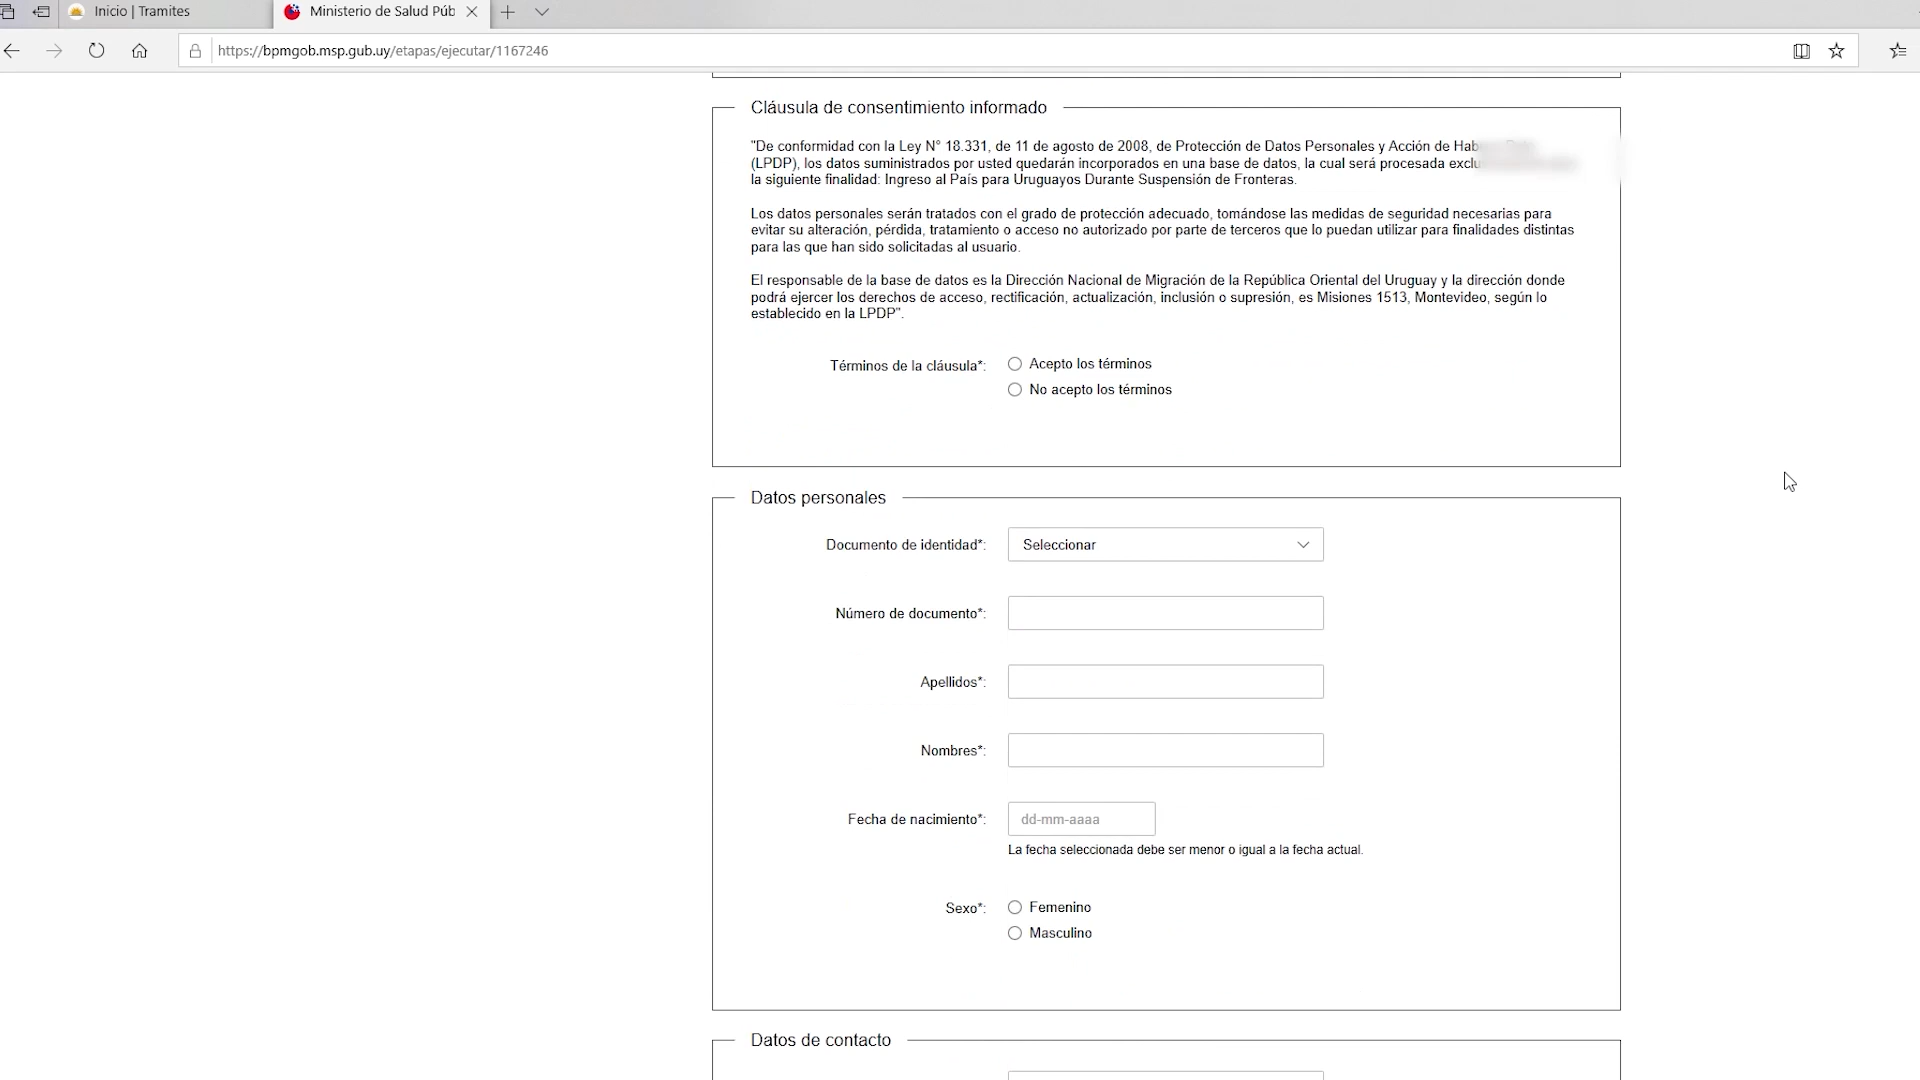 Inicio | Tramites
Ministerio de Salud Púb
https://bpmgob.msp.gub.uy/etapas/ejecutar/1167246
Cláusula de consentimiento informado
"De conformidad con la Ley N° 18.331, de 11 de agosto de 2008, de Protección de Datos Personales y Acción de
(LPDP), los datos suministrados por usted quedarán incorporados en una base de datos, la cual será procesada
la siguiente finalidad: Ingreso al País para Uruguayos Durante Suspensión de Fronteras.
Los datos personales serán tratados con el grado de protección adecuado, tomándose las medidas de seguridad necesarias para
evitar su alteración, pérdida, tratamiento o acceso no autorizado por parte de terceros que lo puedan utilizar para finalidades distintas
para las que han sido solicitadas al usuario.
El responsable de la base de datos es la Dirección Nacional de Migración de la República Oriental del Uruguay y la dirección donde
podrá ejercer los derechos de acceso, rectificación, actualización, inclusión o supresión, es Misiones 1513, Montevideo, según lo
establecido en la LPDP".
Términos de la cláusula*:
Acepto los términos
No acepto los términos
Datos personales
Documento de identidad*: Seleccionar
Número de documento*:
Apellidos*:
Nombres*:
Fecha de nacimiento*: dd-mm-aaaa
La fecha seleccionada debe ser menor o igual a la fecha actual.
Sexo*: Femenino
Masculino
Datos de contacto